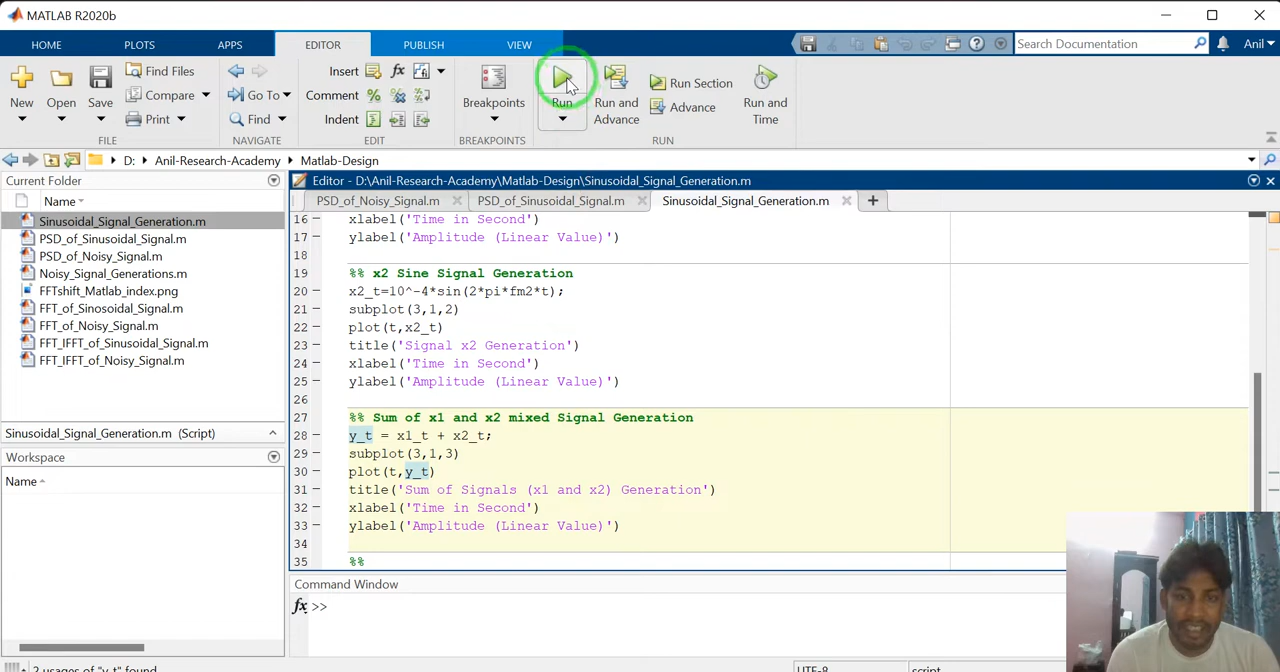 MATLAB R2020b
HOME PLOTS APPS EDITOR PUBLISH VIEW Search Documentation Anil
New Open Save Find Files Compare Print
FILE
Go To Find
NAVIGATE
Insert fx
Comment %
Indent
EDIT
Breakpoints
BREAKPOINTS
Run Run and Advance Run Section Advance Run and Time
RUN
D: Anil-Research-Academy Matlab-Design
Current Folder
Name
Sinusoidal_Signal_Generation.m
PSD_of_Sinusoidal_Signal.m
PSD_of_Noisy_Signal.m
Noisy_Signal_Generations.m
FFTshift_Matlab_index.png
FFT_of_Sinosoidal_Signal.m
FFT_of_Noisy_Signal.m
FFT_IFFT_of_Sinusoidal_Signal.m
FFT_IFFT_of_Noisy_Signal.m
Sinusoidal_Signal_Generation.m (Script)
Workspace
Name
Editor - D:\Anil-Research-Academy\Matlab-Design\Sinusoidal_Signal_Generation.m
PSD_of_Noisy_Signal.m PSD_of_Sinusoidal_Signal.m Sinusoidal_Signal_Generation.m
16 xlabel('Time in Second')
17 ylabel('Amplitude (Linear Value)')
18
19 %% x2 Sine Signal Generation
20 x2_t=10^-4*sin(2*pi*fm2*t);
21 subplot(3,1,2)
22 plot(t,x2_t)
23 title('Signal x2 Generation')
24 xlabel('Time in Second')
25 ylabel('Amplitude (Linear Value)')
26
27 %% Sum of x1 and x2 mixed Signal Generation
28 y_t = x1_t + x2_t;
29 subplot(3,1,3)
30 plot(t,y_t)
31 title('Sum of Signals (x1 and x2) Generation')
32 xlabel('Time in Second')
33 ylabel('Amplitude (Linear Value)')
34
35 %%
Command Window
fx >>
2 usages of "y_t" found UTF-8 script